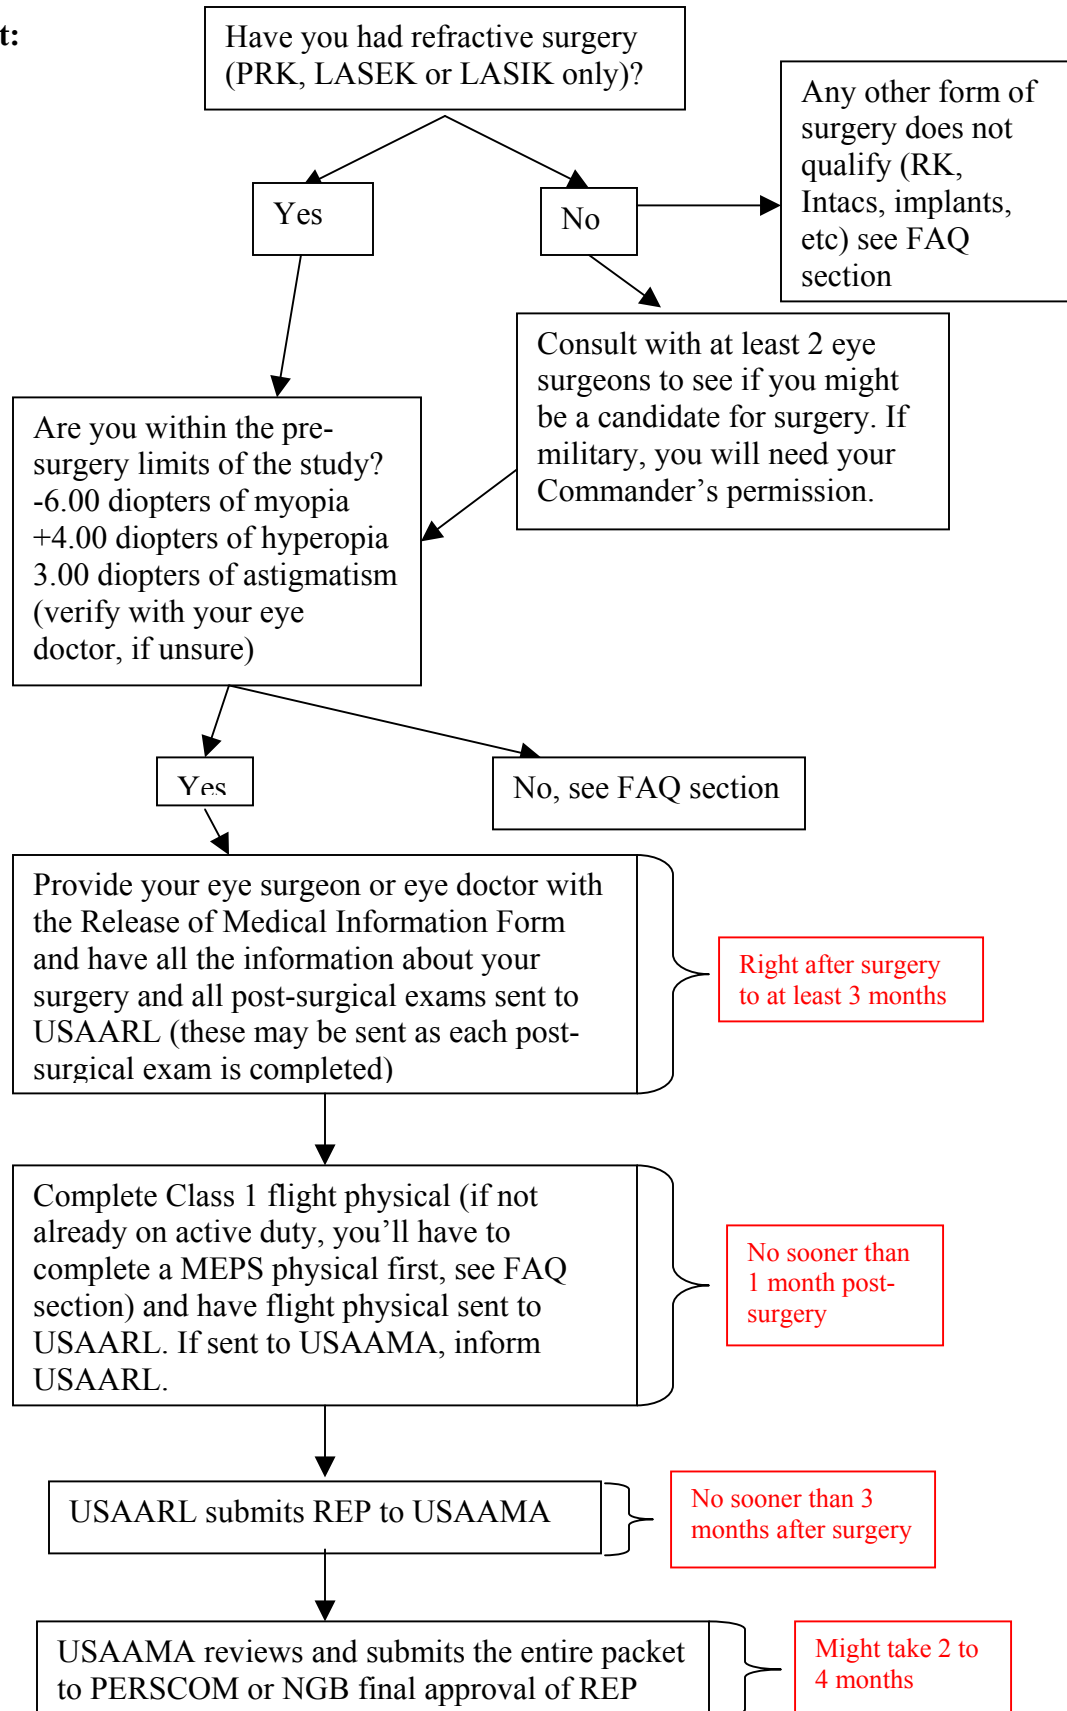 t:
Have you had refractive surgery
(PRK, LASEK or LASIK only)?
Any other form of
surgery does not
qualify (RK,
Intacs, implants,
etc) see FAQ
section
Yes
No
Consult with at least 2 eye
surgeons to see if you might
be a candidate for surgery. If
military, you will need your
Commander’s permission.
Are you within the pre-
surgery limits of the study?
-6.00 diopters of myopia
+4.00 diopters of hyperopia
3.00 diopters of astigmatism
(verify with your eye
doctor, if unsure)
Yes
No, see FAQ section
Provide your eye surgeon or eye doctor with
the Release of Medical Information Form
and have all the information about your
surgery and all post-surgical exams sent to
USAARL (these may be sent as each post-
surgical exam is completed)
Right after surgery
to at least 3 months
Complete Class 1 flight physical (if not
already on active duty, you’ll have to
complete a MEPS physical first, see FAQ
section) and have flight physical sent to
USAARL. If sent to USAAMA, inform
USAARL.
No sooner than
1 month post-
surgery
USAARL submits REP to USAAMA
No sooner than 3
months after surgery
USAAMA reviews and submits the entire packet
to PERSCOM or NGB final approval of REP
Might take 2 to
4 months